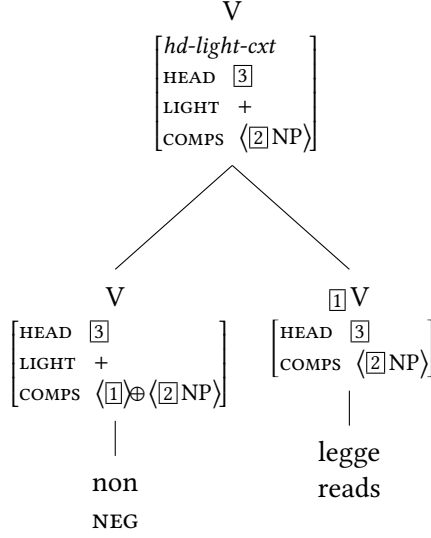 V
[hd-light-cxt
HEAD 3
LIGHT +
COMPS ⟨2 NP⟩]
V
[HEAD 3
LIGHT +
COMPS ⟨1⟩⊕⟨2 NP⟩]
non
NEG
1 V
[HEAD 3
COMPS ⟨2 NP⟩]
legge
reads